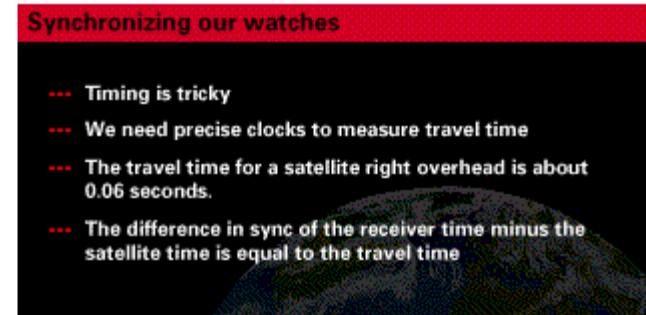 Synchronizing our watches
--- Timing is tricky
--- We need precise clocks to measure travel time
--- The travel time for a satellite right overhead is about
0.06 seconds.
--- The difference in sync of the receiver time minus the
satellite time is equal to the travel time